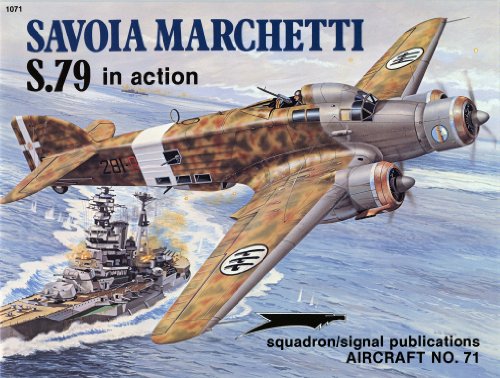 1071
SAVOIA MARCHETTI
S.79 in action
281
squadron/signal publications
AIRCRAFT NO. 71